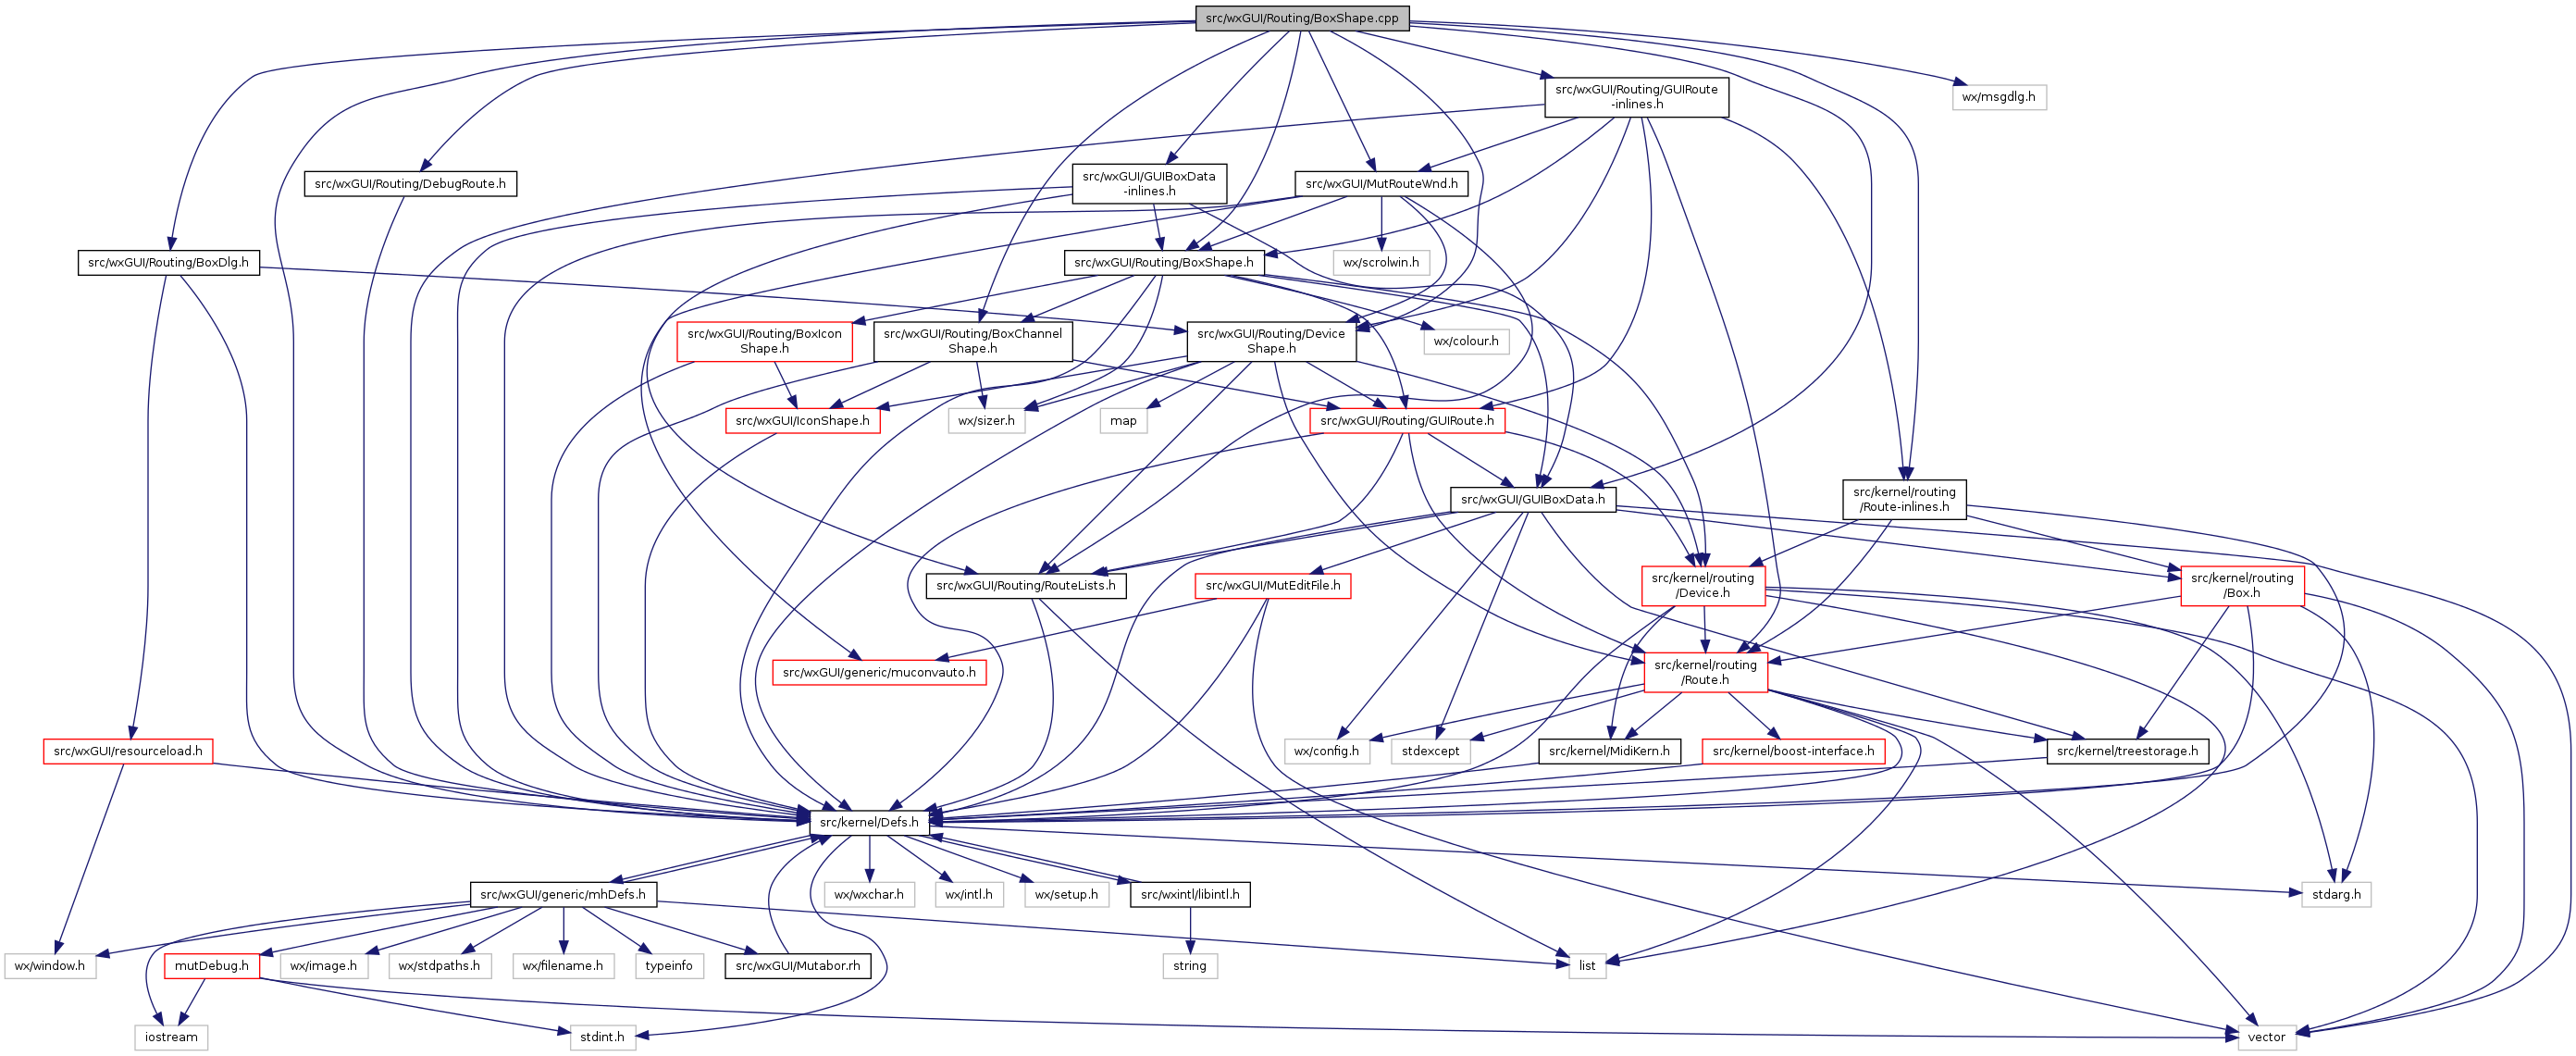 src/wxGUI/Routing/BoxShape.cpp
src/wxGUI/Routing/GUIRoute
-inlines.h
wx/msgdlg.h
src/wxGUI/Routing/DebugRoute.h
src/wxGUI/GUIBoxData
-inlines.h
src/wxGUI/MutRouteWnd.h
src/wxGUI/Routing/BoxDlg.h
src/wxGUI/Routing/BoxShape.h
wx/scrolwin.h
src/wxGUI/Routing/BoxIcon
Shape.h
src/wxGUI/Routing/BoxChannel
Shape.h
src/wxGUI/Routing/Device
Shape.h
wx/colour.h
src/wxGUI/IconShape.h
wx/sizer.h
map
src/wxGUI/Routing/GUIRoute.h
src/wxGUI/GUIBoxData.h
src/kernel/routing
/Route-inlines.h
src/wxGUI/Routing/RouteLists.h
src/wxGUI/MutEditFile.h
src/kernel/routing
/Device.h
src/kernel/routing
/Box.h
src/wxGUI/generic/muconvauto.h
src/kernel/routing
/Route.h
src/wxGUI/resourceload.h
wx/config.h
stdexcept
src/kernel/MidiKern.h
src/kernel/boost-interface.h
src/kernel/treestorage.h
src/kernel/Defs.h
src/wxGUI/generic/mhDefs.h
wx/wxchar.h
wx/intl.h
wx/setup.h
src/wxintl/libintl.h
stdarg.h
wx/window.h
mutDebug.h
wx/image.h
wx/stdpaths.h
wx/filename.h
typeinfo
src/wxGUI/Mutabor.rh
string
list
iostream
stdint.h
vector